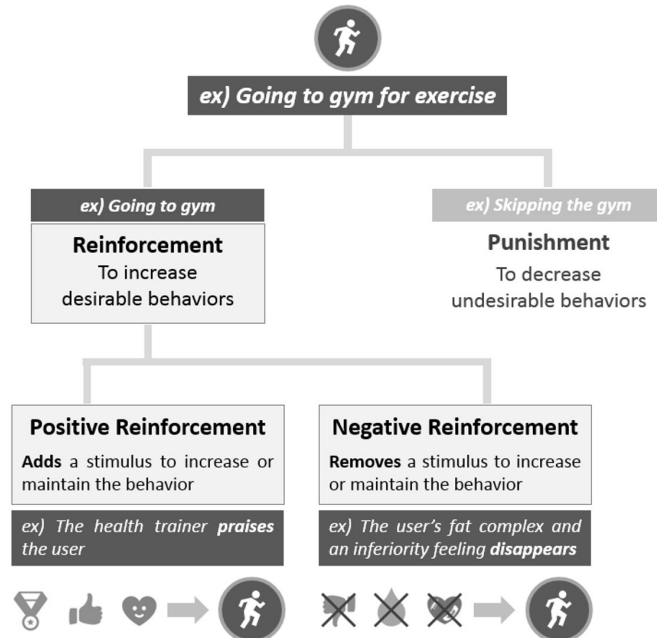 ex) Going to gym for exercise
ex) Going to gym
Reinforcement
To increase
desirable behaviors
ex) Skipping the gym
Punishment
To decrease
undesirable behaviors
Positive Reinforcement
Adds a stimulus to increase or
maintain the behavior
ex) The health trainer praises
the user
Negative Reinforcement
Removes a stimulus to increase
or maintain the behavior
ex) The user's fat complex and
an inferiority feeling disappears